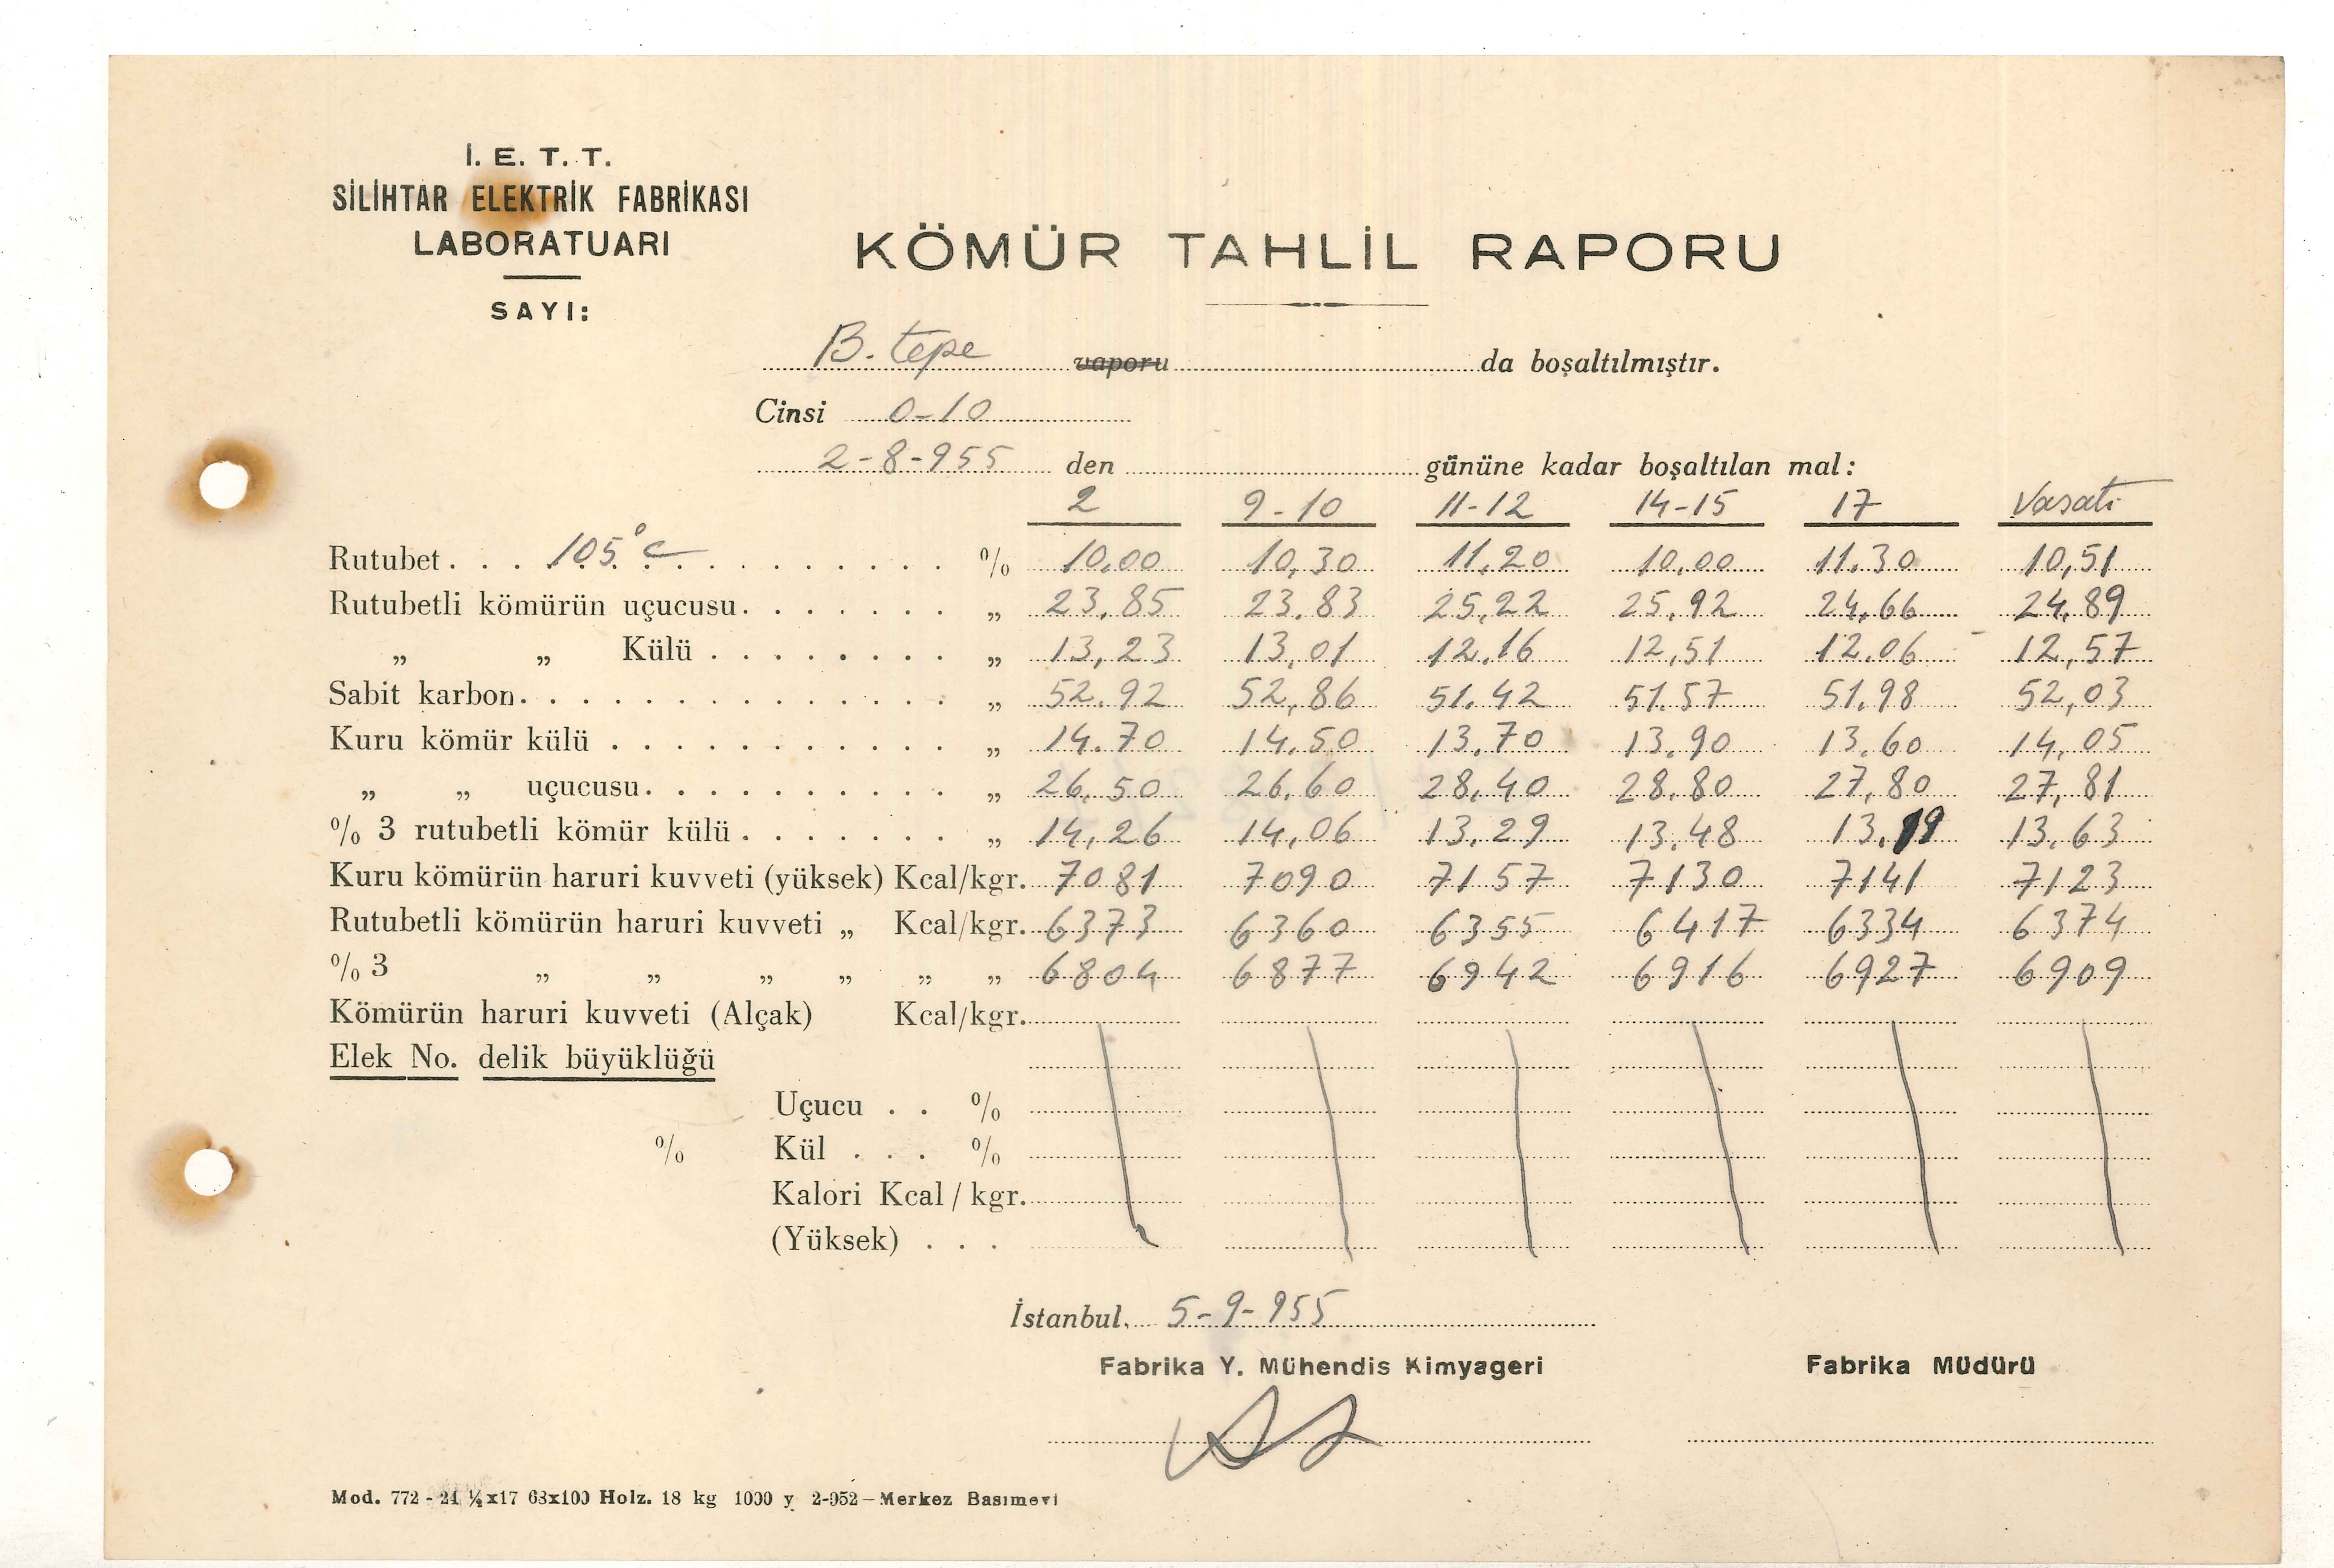 İ. E. T. T.
SİLİHTAR ELEKTRİK FABRİKASI
LABORATUARI
SAYI:
KÖMÜR TAHLİL RAPORU
B. tepe vaporu da boşaltılmıştır.
Cinsi 0-10
2-8-955 den gününe kadar boşaltılan mal:
2 9-10 11-12 14-15 17 Vasati
Rutubet. . . 105°C . . . % 10,00 10,30 11,20 10,00 11.30 10,51
Rutubetli kömürün uçucusu. . . . . . . „ 23,85 23.83 25,22 25,92 24,66 24,89
„ „ Külü . . . . . . . . „ 13,23 13,01 12.16 12,51 12.06 12,57
Sabit karbon. . . . . . . . . . . . . . „ 52.92 52,86 51.42 51.57 51,98 52,03
Kuru kömür külü . . . . . . . . . . . „ 14.70 14,50 13,70 13,90 13,60 14,05
„ „ uçucusu. . . . . . . . . . „ 26,50 26,60 28,40 28,80 27,80 27,81
% 3 rutubetli kömür külü . . . . . . . „ 14,26 14,06 13,29 13,48 13,19 13,63
Kuru kömürün haruri kuvveti (yüksek) Kcal/kgr. 7081 7090 7157 7130 7141 7123
Rutubetli kömürün haruri kuvveti „ Kcal/kgr. 6373 6360 6355 6417 6334 6374
% 3 „ „ „ „ „ „ 6804 6877 6942 6916 6927 6909
Kömürün haruri kuvveti (Alçak) Kcal/kgr.
Elek No. delik büyüklüğü
Uçucu . . %
% Kül . . . %
Kalori Kcal / kgr.
(Yüksek) . . .
İstanbul, 5-9-955
Fabrika Y. Mühendis Kimyageri Fabrika Müdürü
Mod. 772 - 24 ¼x17 68x100 Holz. 18 kg 1000 y 2-952 — Merkez Basımevi